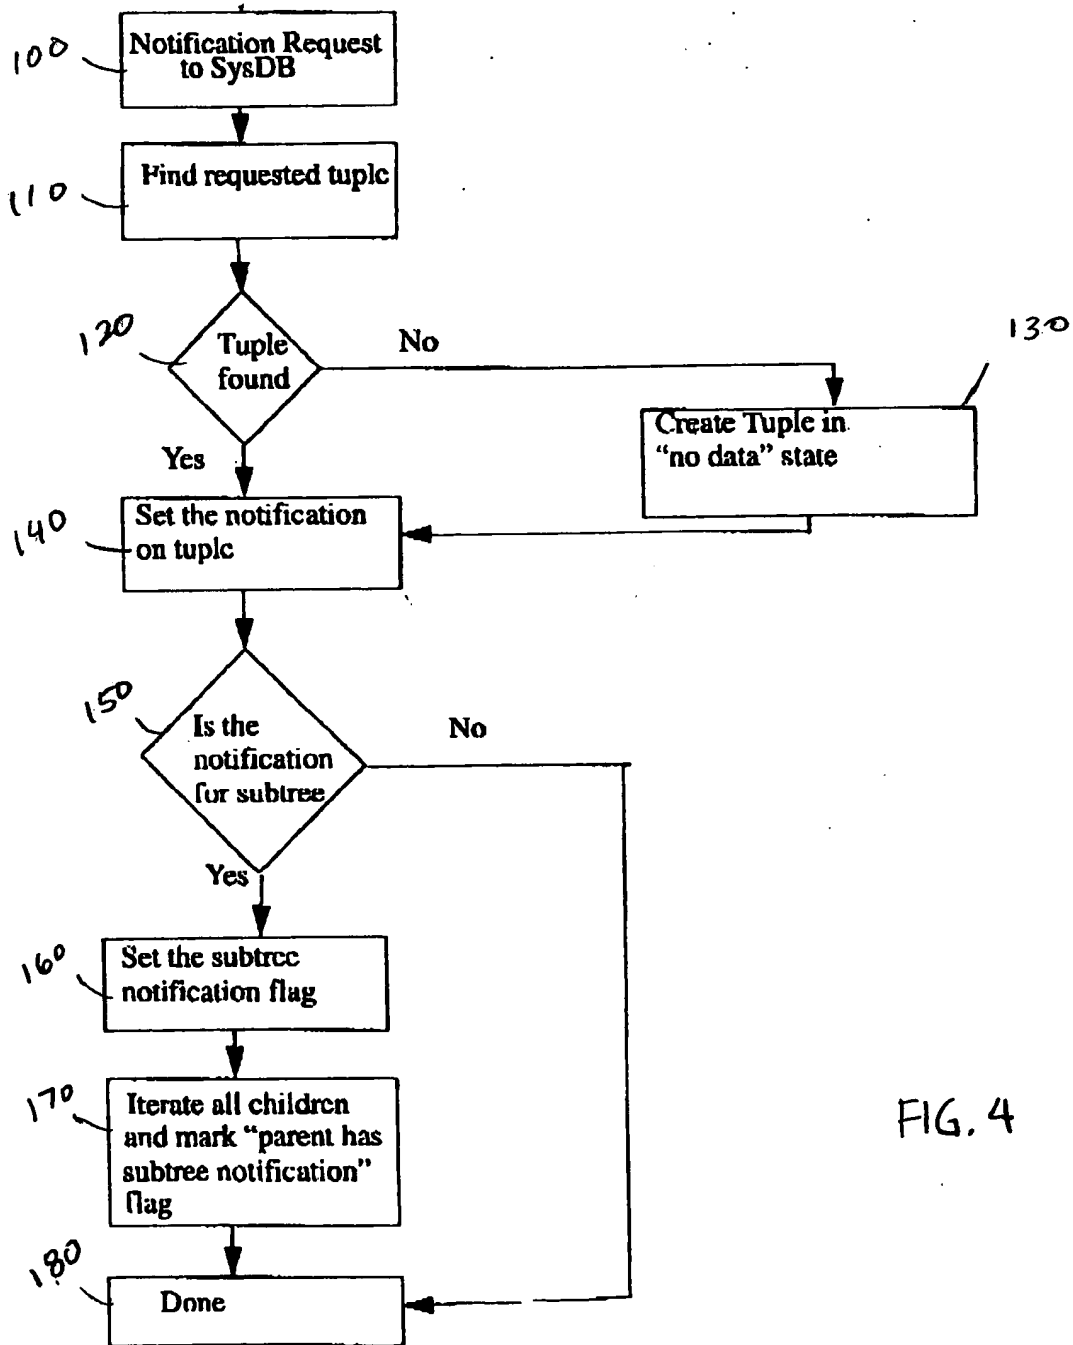 100
Notification Request
to SysDB
110
Find requested tuple
120
Tuple
found
No
130
Create Tuple in
“no data” state
Yes
140
Set the notification
on tuple
150
Is the
notification
for subtree
No
Yes
160
Set the subtree
notification flag
170
Iterate all children
and mark “parent has
subtree notification”
flag
FIG. 4
180
Done